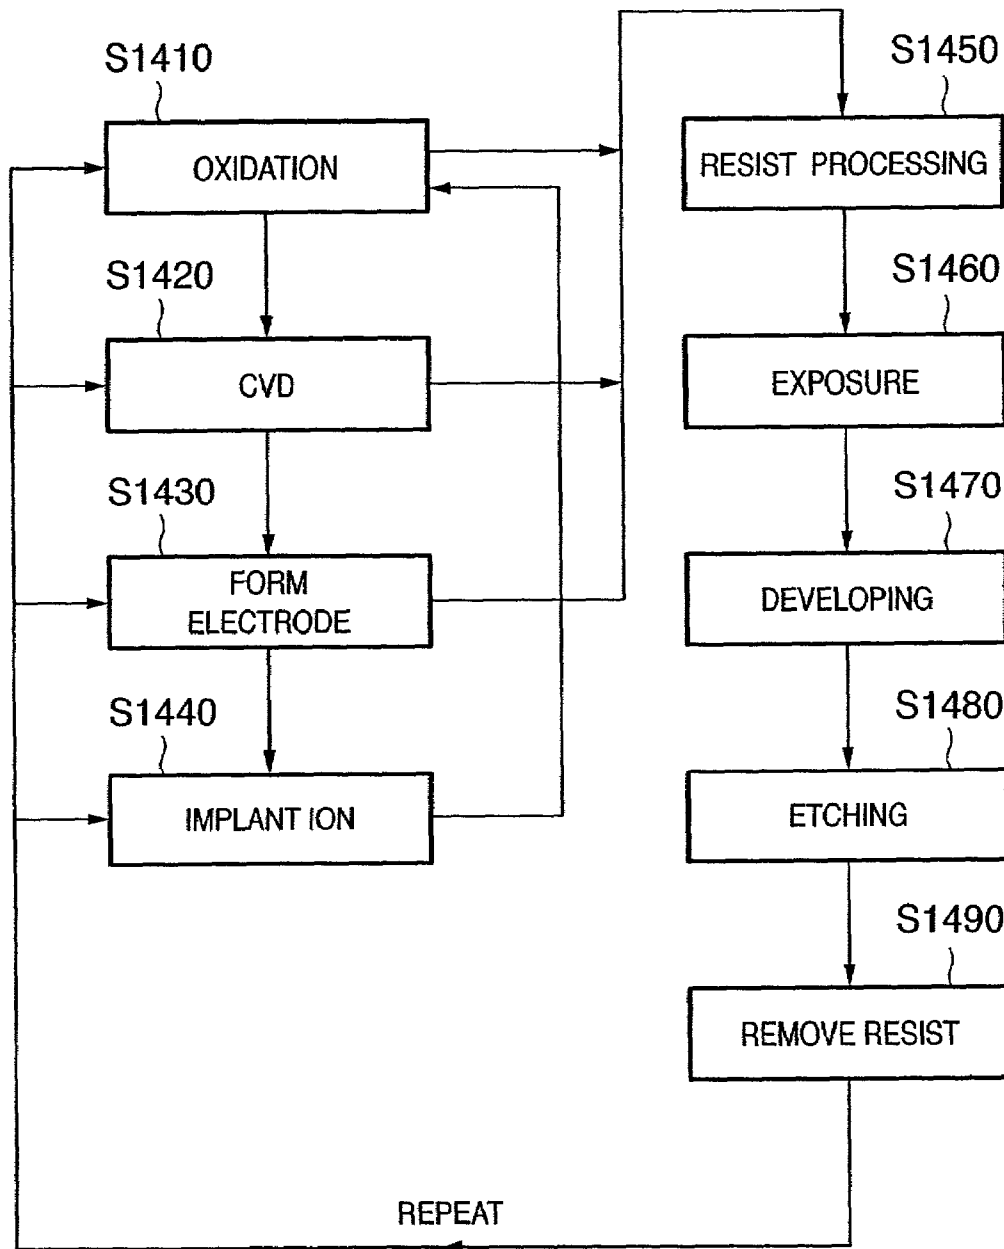 S1410
OXIDATION
S1420
CVD
S1430
FORM
ELECTRODE
S1440
IMPLANT ION
S1450
RESIST PROCESSING
S1460
EXPOSURE
S1470
DEVELOPING
S1480
ETCHING
S1490
REMOVE RESIST
REPEAT